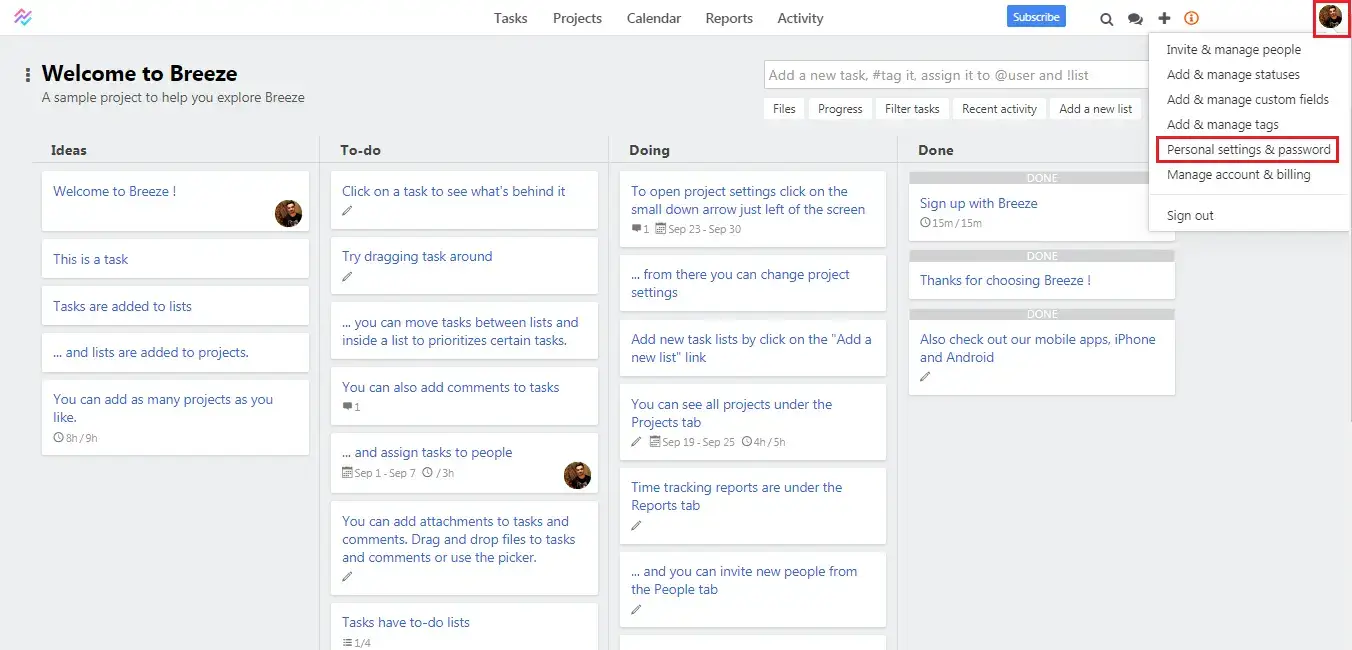 Tasks Projects Calendar Reports Activity Subscribe
Invite & manage people
Add & manage statuses
Add & manage custom fields
Add & manage tags
Personal settings & password
Manage account & billing
Sign out
Welcome to Breeze
A sample project to help you explore Breeze
Add a new task, #tag it, assign it to @user and !list
Files Progress Filter tasks Recent activity Add a new list
Ideas
Welcome to Breeze !
This is a task
Tasks are added to lists
... and lists are added to projects.
You can add as many projects as you
like.
8h / 9h
To-do
Click on a task to see what's behind it
Try dragging task around
... you can move tasks between lists and
inside a list to prioritizes certain tasks.
You can also add comments to tasks
1
... and assign tasks to people
Sep 1 - Sep 7 / 3h
You can add attachments to tasks and
comments. Drag and drop files to tasks
and comments or use the picker.
Tasks have to-do lists
1/4
Doing
To open project settings click on the
small down arrow just left of the screen
1 Sep 23 - Sep 30
... from there you can change project
settings
Add new task lists by click on the "Add a
new list" link
You can see all projects under the
Projects tab
Sep 19 - Sep 25 4h / 5h
Time tracking reports are under the
Reports tab
... and you can invite new people from
the People tab
Done
DONE
Sign up with Breeze
15m / 15m
DONE
Thanks for choosing Breeze !
DONE
Also check out our mobile apps, iPhone
and Android